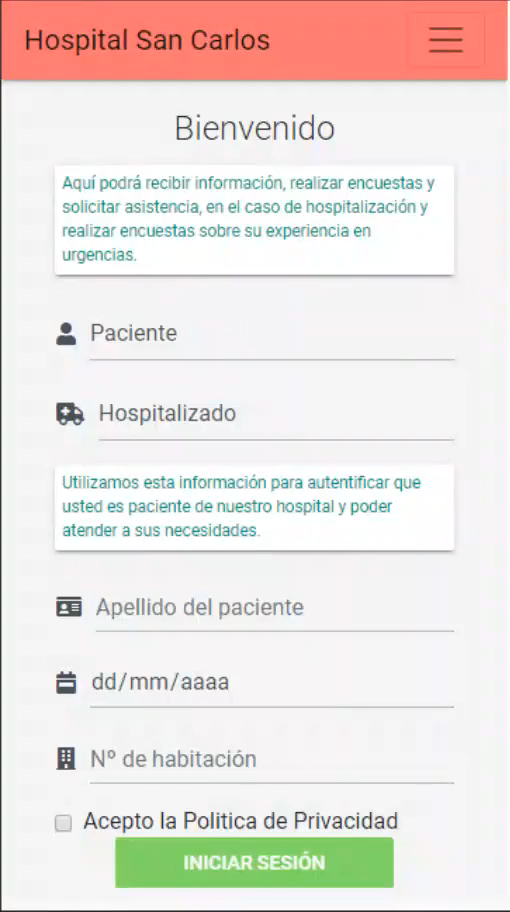 Hospital San Carlos
Bienvenido
Aquí podrá recibir información, realizar encuestas y
solicitar asistencia, en el caso de hospitalización y
realizar encuestas sobre su experiencia en
urgencias.
Paciente
Hospitalizado
Utilizamos esta información para autentificar que
usted es paciente de nuestro hospital y poder
atender a sus necesidades.
Apellido del paciente
dd/mm/aaaa
Nº de habitación
Acepto la Politica de Privacidad
INICIAR SESIÓN